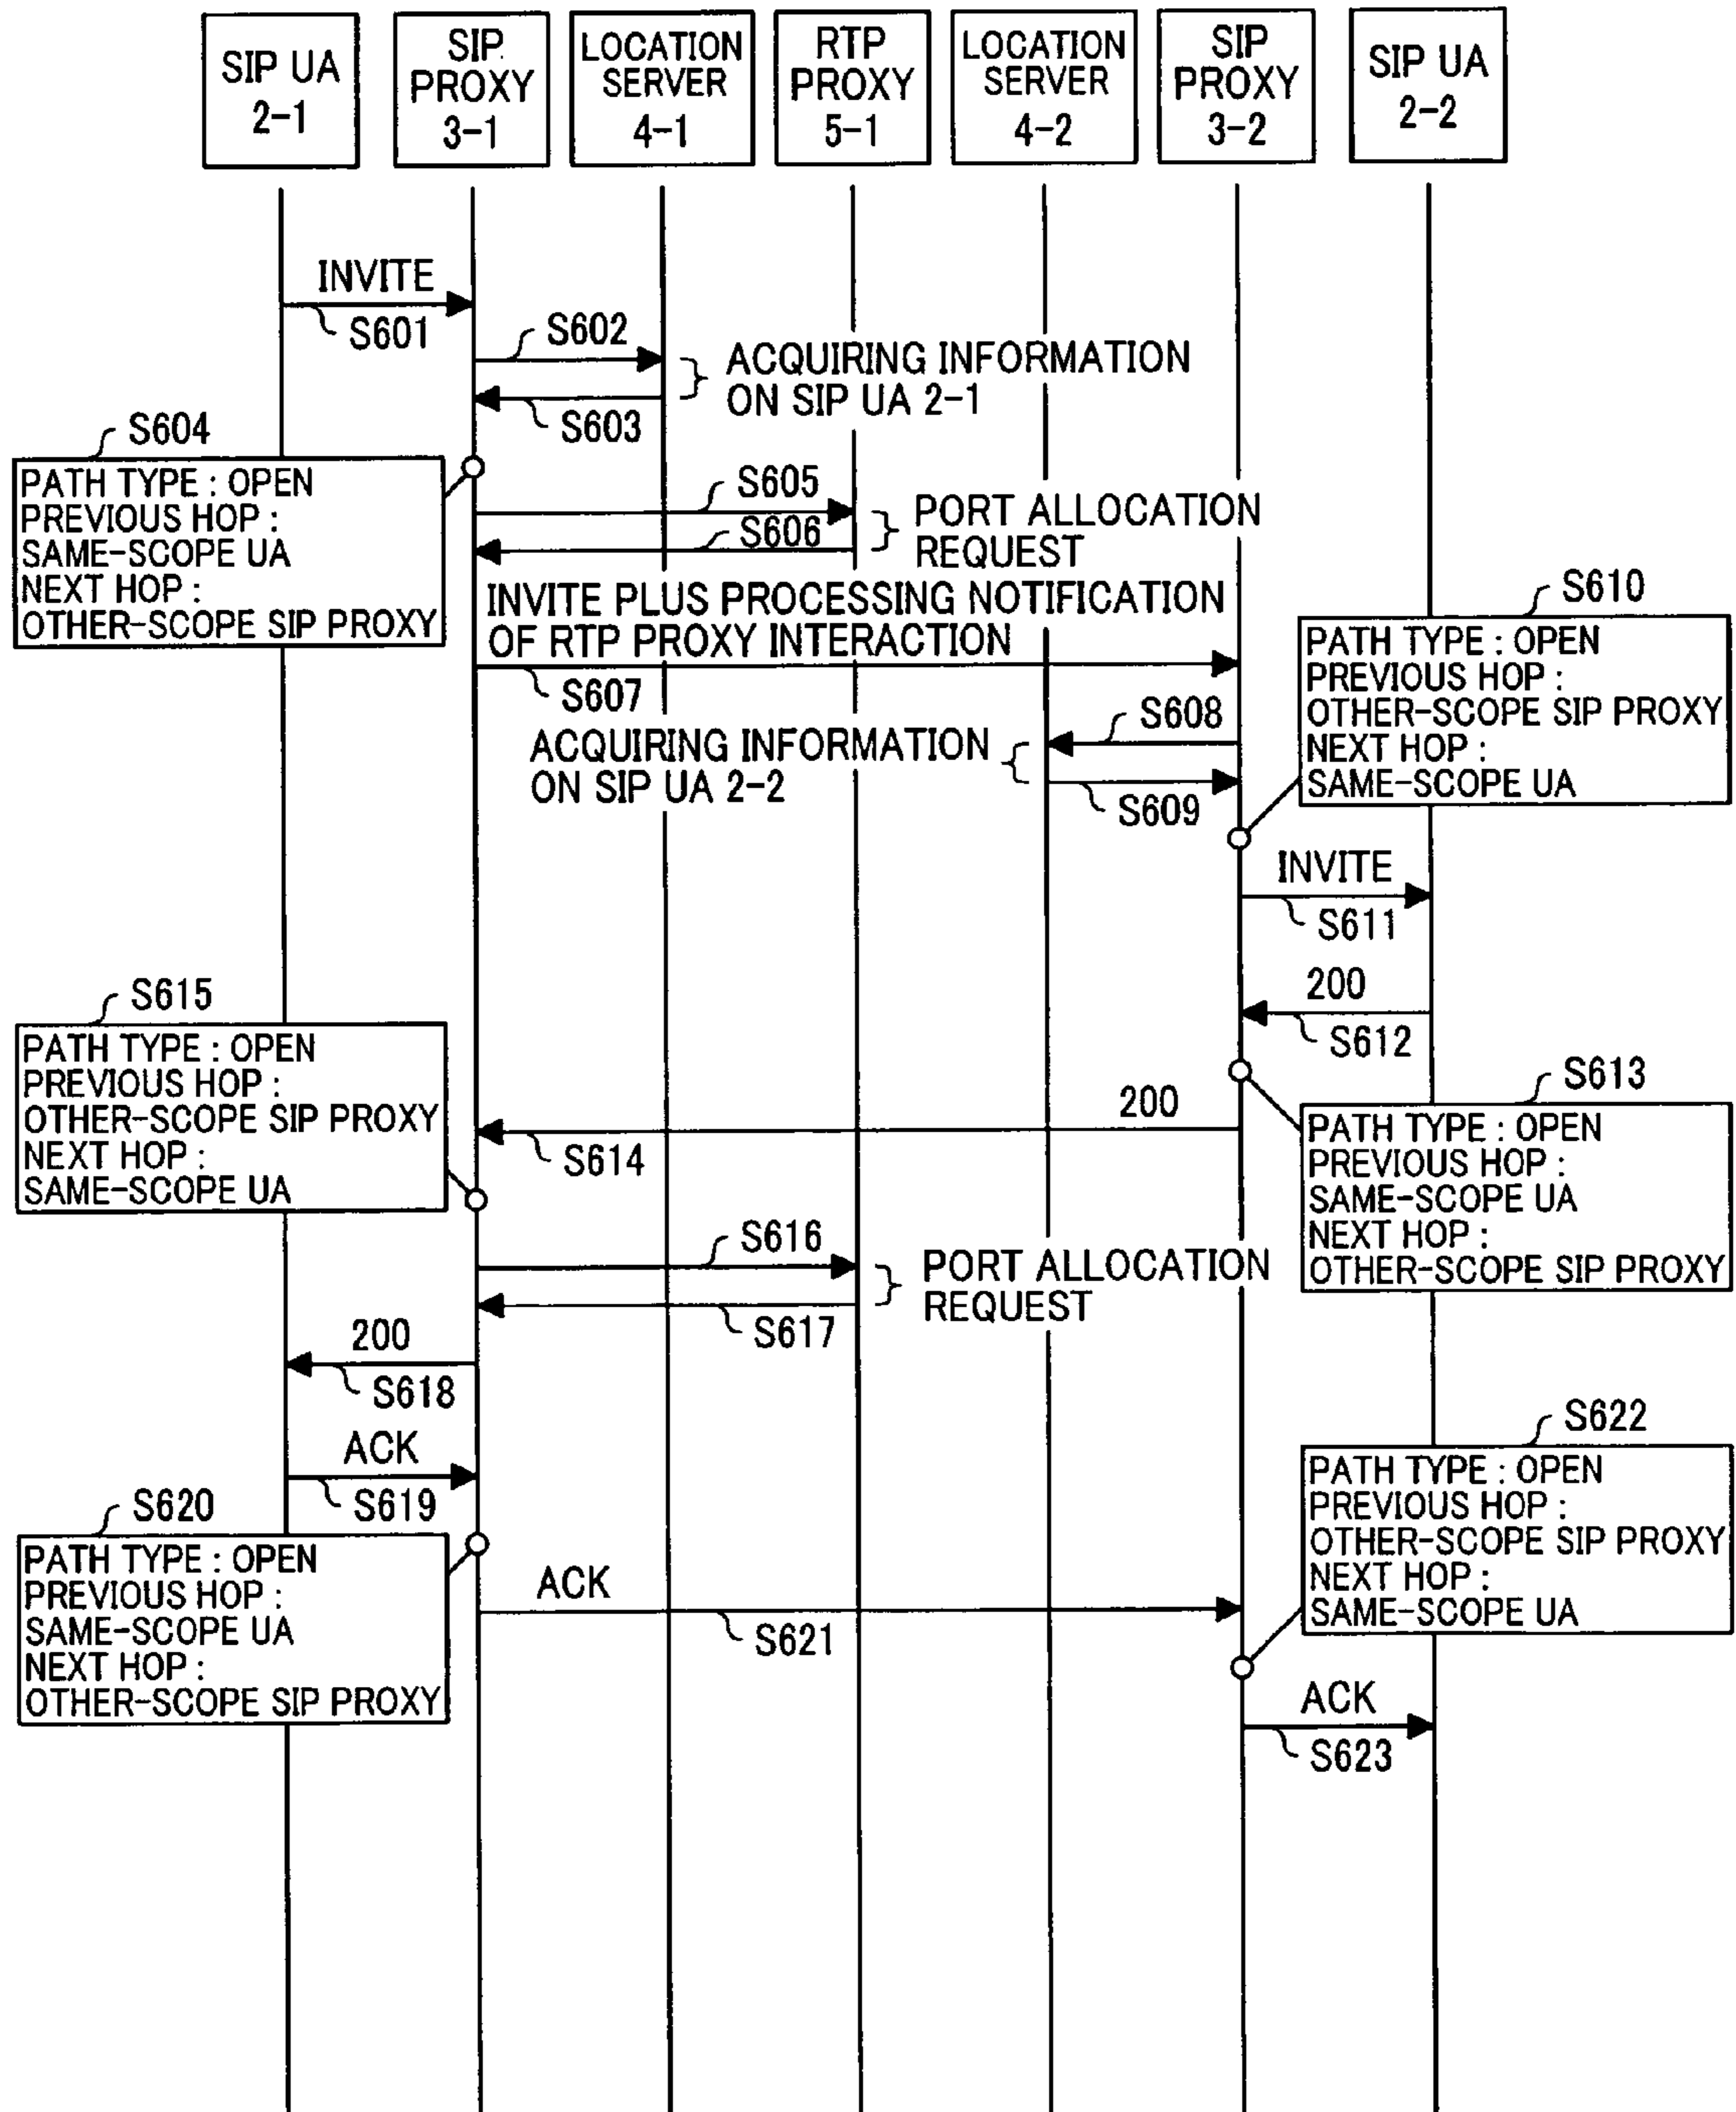 SIP UA
2-1
SIP
PROXY
3-1
LOCATION
SERVER
4-1
RTP
PROXY
5-1
LOCATION
SERVER
4-2
SIP
PROXY
3-2
SIP UA
2-2
INVITE
S601
S602
ACQUIRING INFORMATION
ON SIP UA 2-1
S603
S604
PATH TYPE : OPEN
PREVIOUS HOP :
SAME-SCOPE UA
NEXT HOP :
OTHER-SCOPE SIP PROXY
S605
S606
PORT ALLOCATION
REQUEST
INVITE PLUS PROCESSING NOTIFICATION
OF RTP PROXY INTERACTION
S607
S608
ACQUIRING INFORMATION
ON SIP UA 2-2
S609
S610
PATH TYPE : OPEN
PREVIOUS HOP :
OTHER-SCOPE SIP PROXY
NEXT HOP :
SAME-SCOPE UA
INVITE
S611
200
S612
S613
PATH TYPE : OPEN
PREVIOUS HOP :
SAME-SCOPE UA
NEXT HOP :
OTHER-SCOPE SIP PROXY
200
S614
S615
PATH TYPE : OPEN
PREVIOUS HOP :
OTHER-SCOPE SIP PROXY
NEXT HOP :
SAME-SCOPE UA
S616
PORT ALLOCATION
REQUEST
S617
200
S618
ACK
S619
S620
PATH TYPE : OPEN
PREVIOUS HOP :
SAME-SCOPE UA
NEXT HOP :
OTHER-SCOPE SIP PROXY
ACK
S621
S622
PATH TYPE : OPEN
PREVIOUS HOP :
OTHER-SCOPE SIP PROXY
NEXT HOP :
SAME-SCOPE UA
ACK
S623